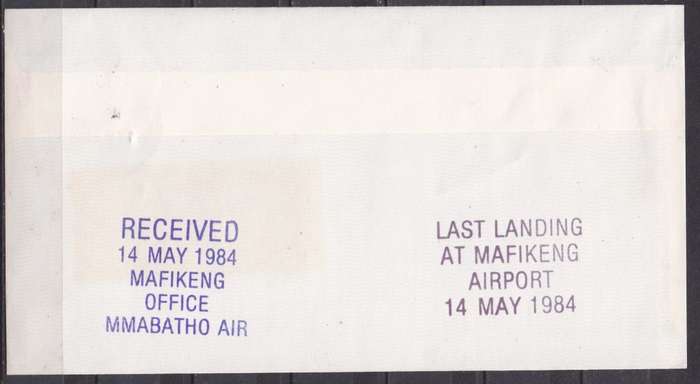 RECEIVED
14 MAY 1984
MAFIKENG
OFFICE
MMABATHO AIR
LAST LANDING
AT MAFIKENG
AIRPORT
14 MAY 1984